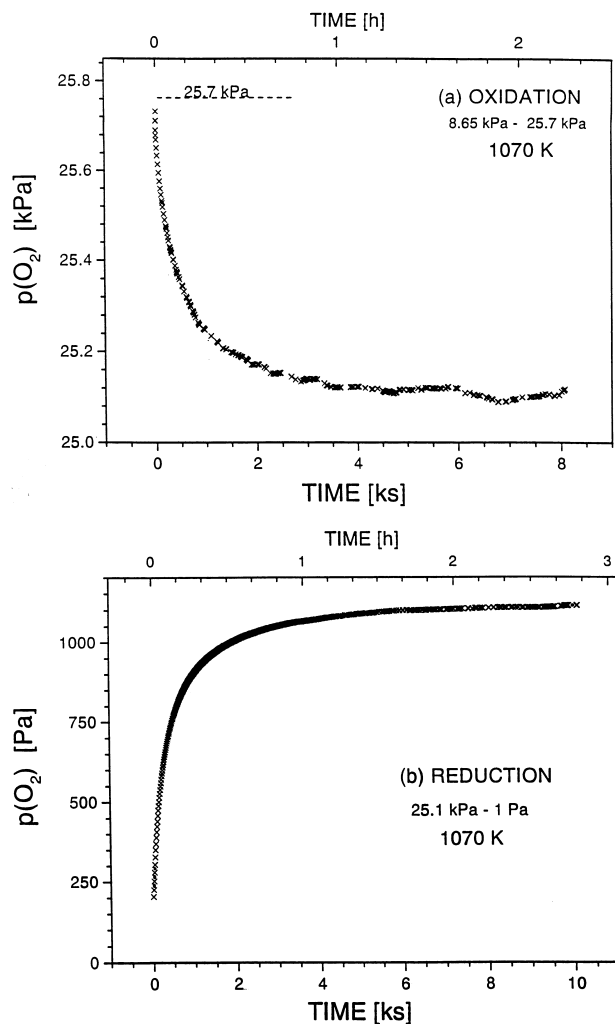 TIME [h]
0 1 2
25.8
25.7 kPa
(a) OXIDATION
8.65 kPa - 25.7 kPa
1070 K
25.6
p(O2) [kPa]
25.4
25.2
25.0
0 2 4 6 8
TIME [ks]
TIME [h]
0 1 2 3
1000
750
p(O2) [Pa]
(b) REDUCTION
500
25.1 kPa - 1 Pa
1070 K
250
0
0 2 4 6 8 10
TIME [ks]